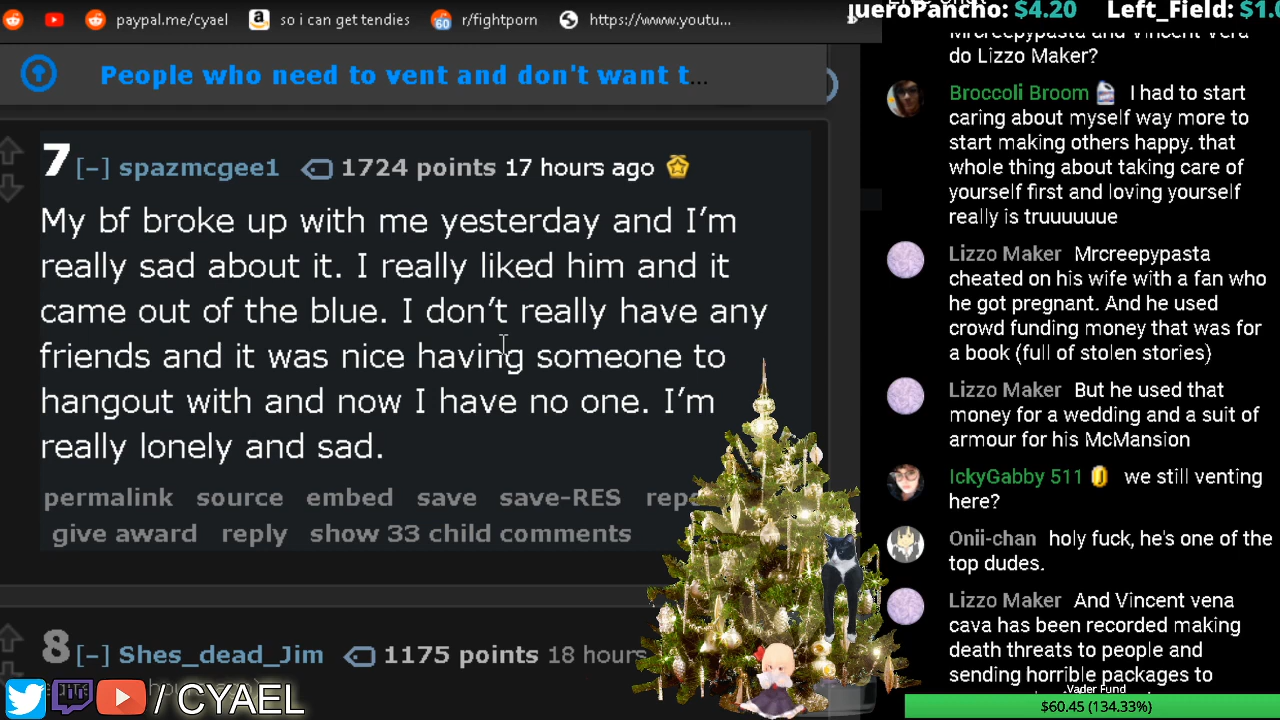 paypal.me/cyael so i can get tendies r/fightporn https://www.youtu...
ueroPancho: $4.20 Left_Field: $1.0
People who need to vent and don't want t...
7 [–] spazmcgee1 1724 points 17 hours ago
My bf broke up with me yesterday and I’m
really sad about it. I really liked him and it
came out of the blue. I don’t really have any
friends and it was nice having someone to
hangout with and now I have no one. I’m
really lonely and sad.
permalink source embed save save-RES repo
give award reply show 33 child comments
8 [–] Shes_dead_Jim 1175 points 18 hours
/ CYAEL
Mrcreepypasta and Vincent Vera
do Lizzo Maker?
Broccoli Broom I had to start
caring about myself way more to
start making others happy. that
whole thing about taking care of
yourself first and loving yourself
really is truuuuuue
Lizzo Maker Mrcreepypasta
cheated on his wife with a fan who
he got pregnant. And he used
crowd funding money that was for
a book (full of stolen stories)
Lizzo Maker But he used that
money for a wedding and a suit of
armour for his McMansion
IckyGabby 511 we still venting
here?
Onii-chan holy fuck, he's one of the
top dudes.
Lizzo Maker And Vincent vena
cava has been recorded making
death threats to people and
sending horrible packages to
Vader Fund
$60.45 (134.33%)